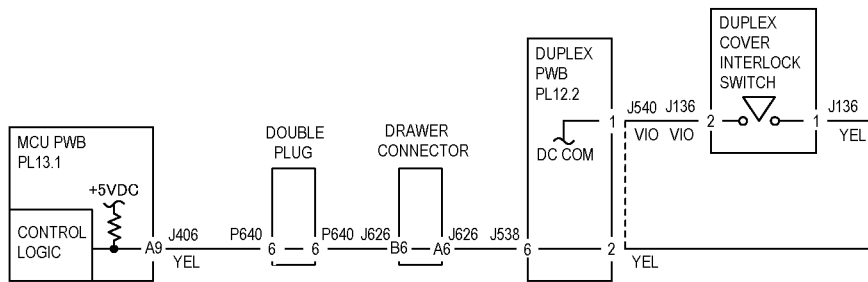 DUPLEX
COVER
INTERLOCK
SWITCH
DUPLEX
PWB
PL12.2
J540
J136
J136
1
2
1
VIO
VIO
YEL
DC COM
MCU PWB
PL13.1
DOUBLE
PLUG
DRAWER
CONNECTOR
+5VDC
CONTROL
LOGIC
J406
P640
P640
J626
J626
J538
A9
6
6
B6
A6
6
2
YEL
YEL